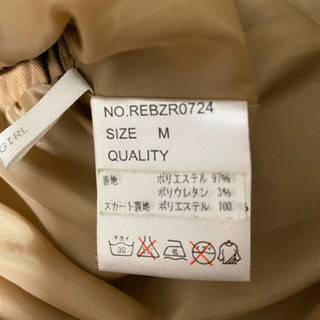 GIRL
NO.REBZR0724
SIZE M
QUALITY
表地 ポリエステル 97%
ポリウレタン 3%
スカート裏地 ポリエステル 100%
30